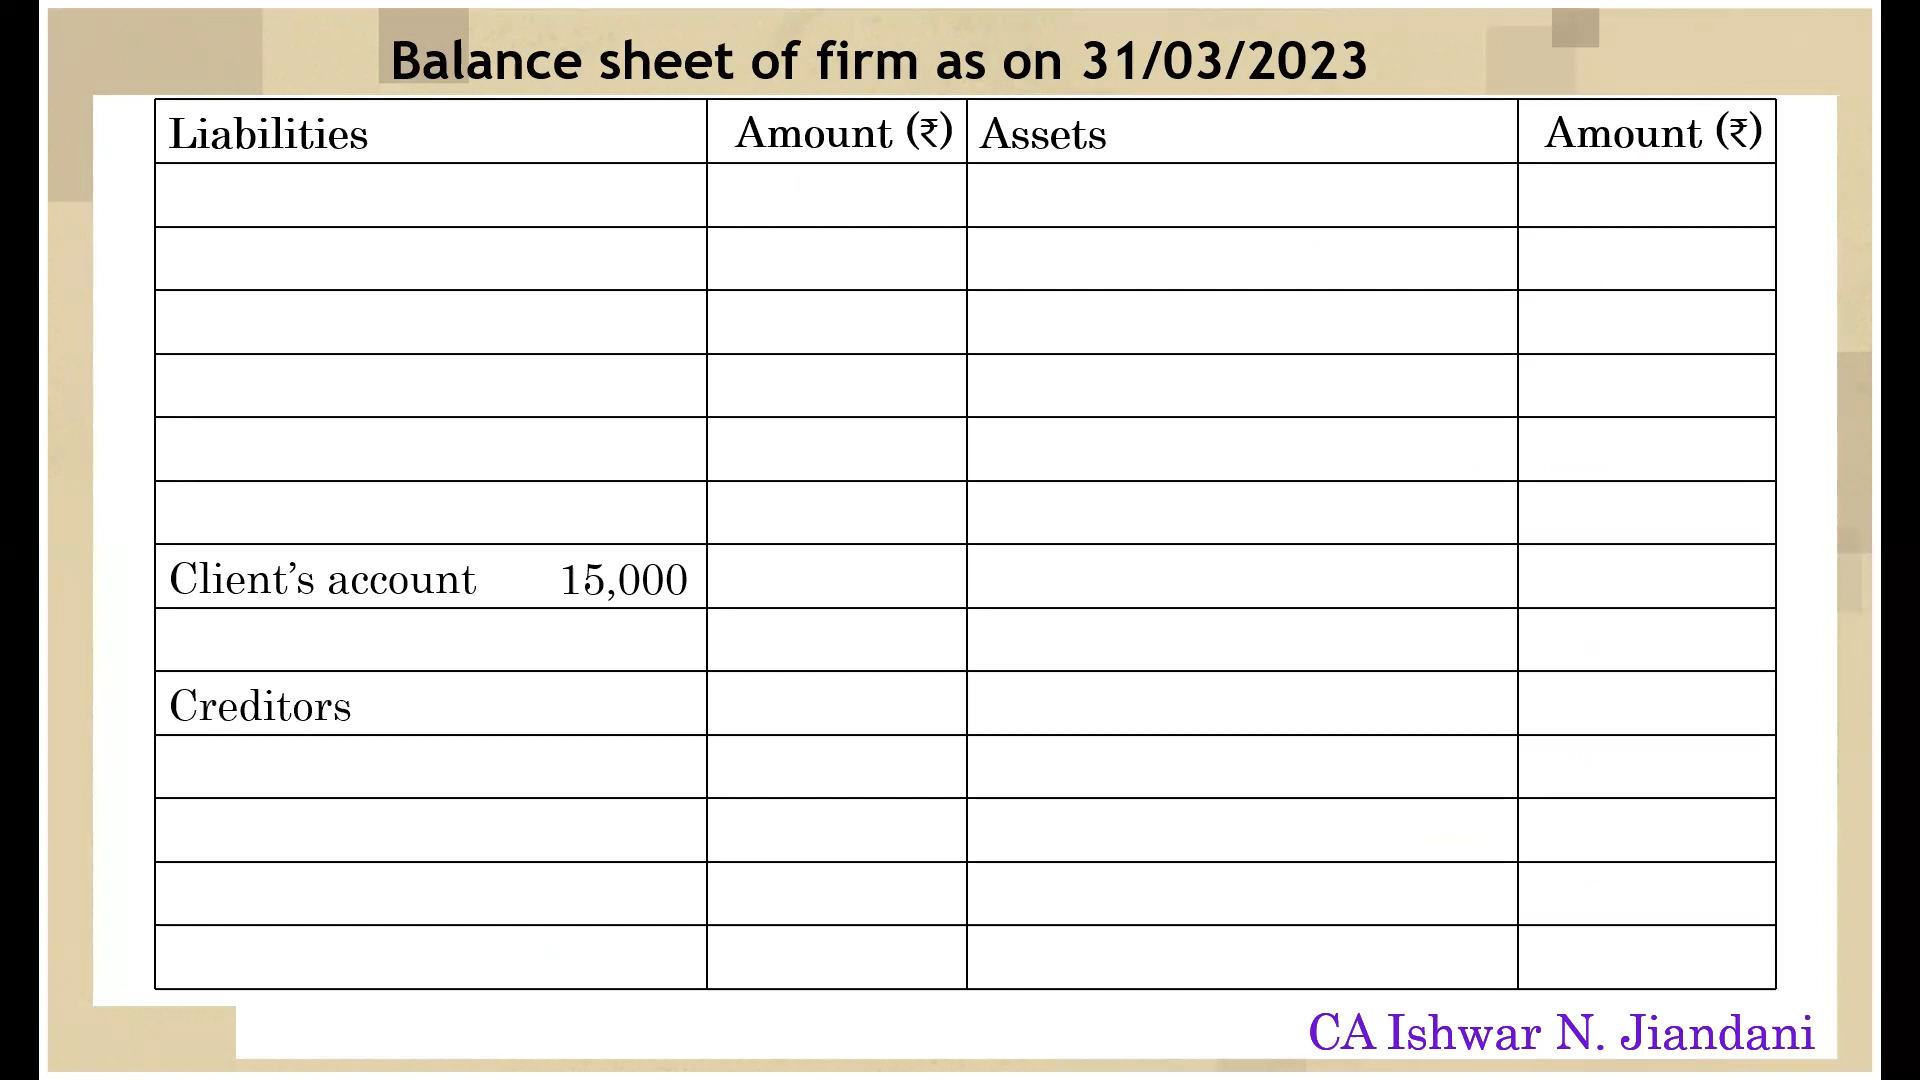 Balance sheet of firm as on 31/03/2023
Liabilities Amount (₹) Assets Amount (₹)
Client’s account 15,000
Creditors
CA Ishwar N. Jiandani